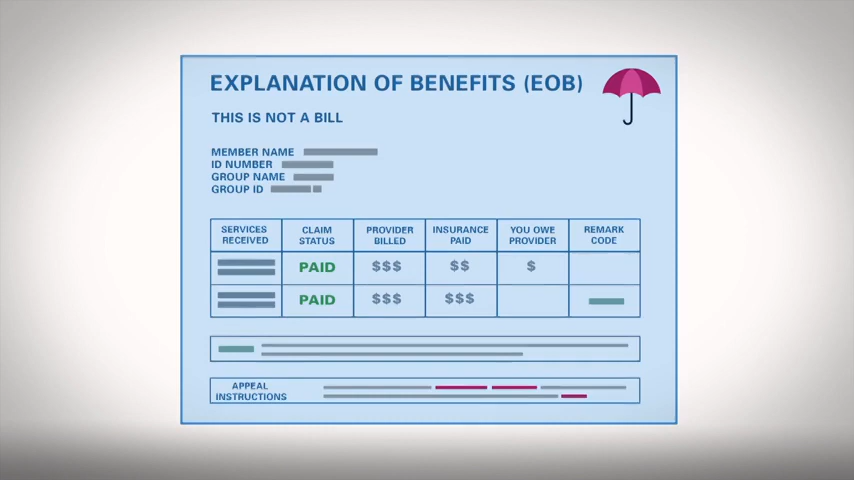 EXPLANATION OF BENEFITS (EOB)
THIS IS NOT A BILL
MEMBER NAME
ID NUMBER
GROUP NAME
GROUP ID
SERVICES RECEIVED CLAIM STATUS PROVIDER BILLED INSURANCE PAID YOU OWE PROVIDER REMARK CODE
PAID $$$ $$ $
PAID $$$ $$$
APPEAL
INSTRUCTIONS